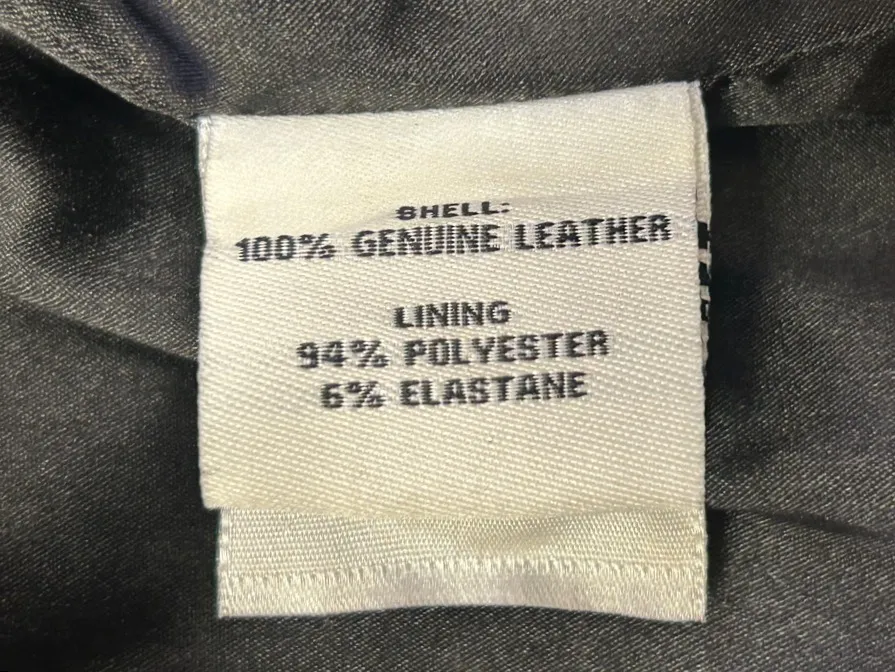 SHELL:
100% GENUINE LEATHER
LINING
94% POLYESTER
6% ELASTANE